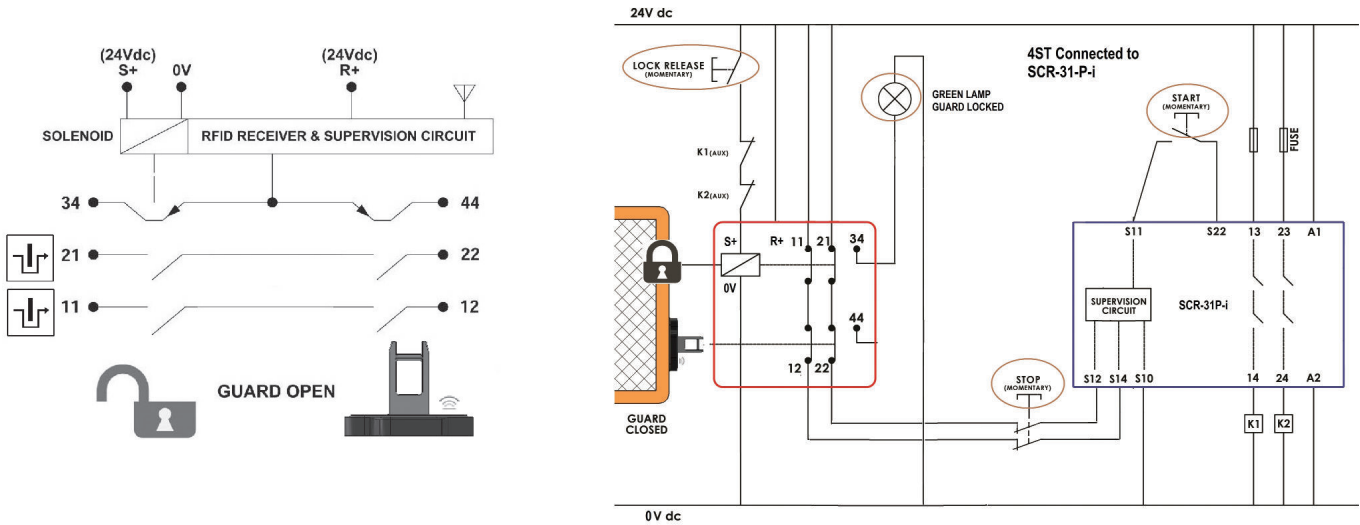 (24Vdc)
S+
0V
(24Vdc)
R+
SOLENOID
RFID RECEIVER & SUPERVISION CIRCUIT
34
44
21
22
11
12
GUARD OPEN
24V dc
LOCK RELEASE
(MOMENTARY)
GREEN LAMP
GUARD LOCKED
4ST Connected to
SCR-31-P-i
START
(MOMENTARY)
FUSE
K1(AUX)
K2(AUX)
S+
R+
11
21
34
0V
44
12
22
GUARD
CLOSED
S11
S22
13
23
A1
SUPERVISION
CIRCUIT
SCR-31P-i
S12
S14
S10
14
24
A2
STOP
(MOMENTARY)
K1
K2
0V dc